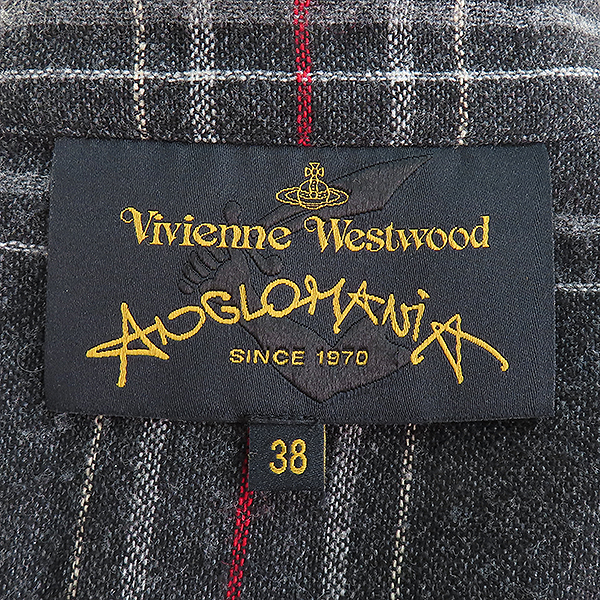 Vivienne Westwood
ANGLOMANiA
SINCE 1970
38